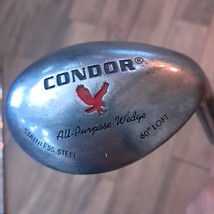 CONDOR®
All-Purpose Wedge
STAINLESS STEEL
60° LOFT